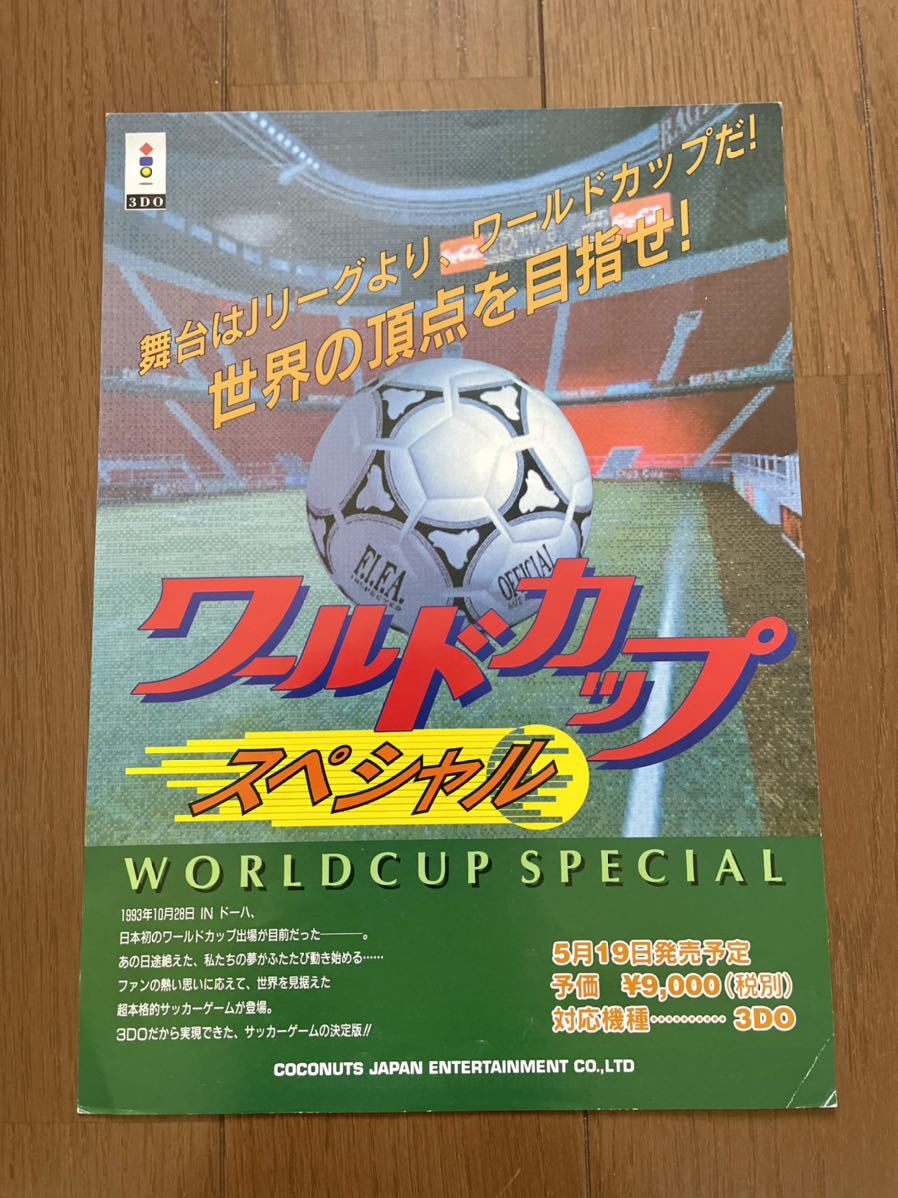 3DO
舞台はJリーグより、ワールドカップだ!
世界の頂点を目指せ!
Coca-Cola
F.I.F.A.
INSPECTED
OFFICIAL
ワールドカップ
スペシャル
WORLDCUP SPECIAL
1993年10月28日 IN ドーハ、
日本初のワールドカップ出場が目前だった———。
あの日途絶えた、私たちの夢がふたたび動き始める……
ファンの熱い思いに応えて、世界を見据えた
超本格的サッカーゲームが登場。
3DOだから実現できた、サッカーゲームの決定版!!
5月19日発売予定
予価 ¥9,000(税別)
対応機種………… 3DO
COCONUTS JAPAN ENTERTAINMENT CO.,LTD